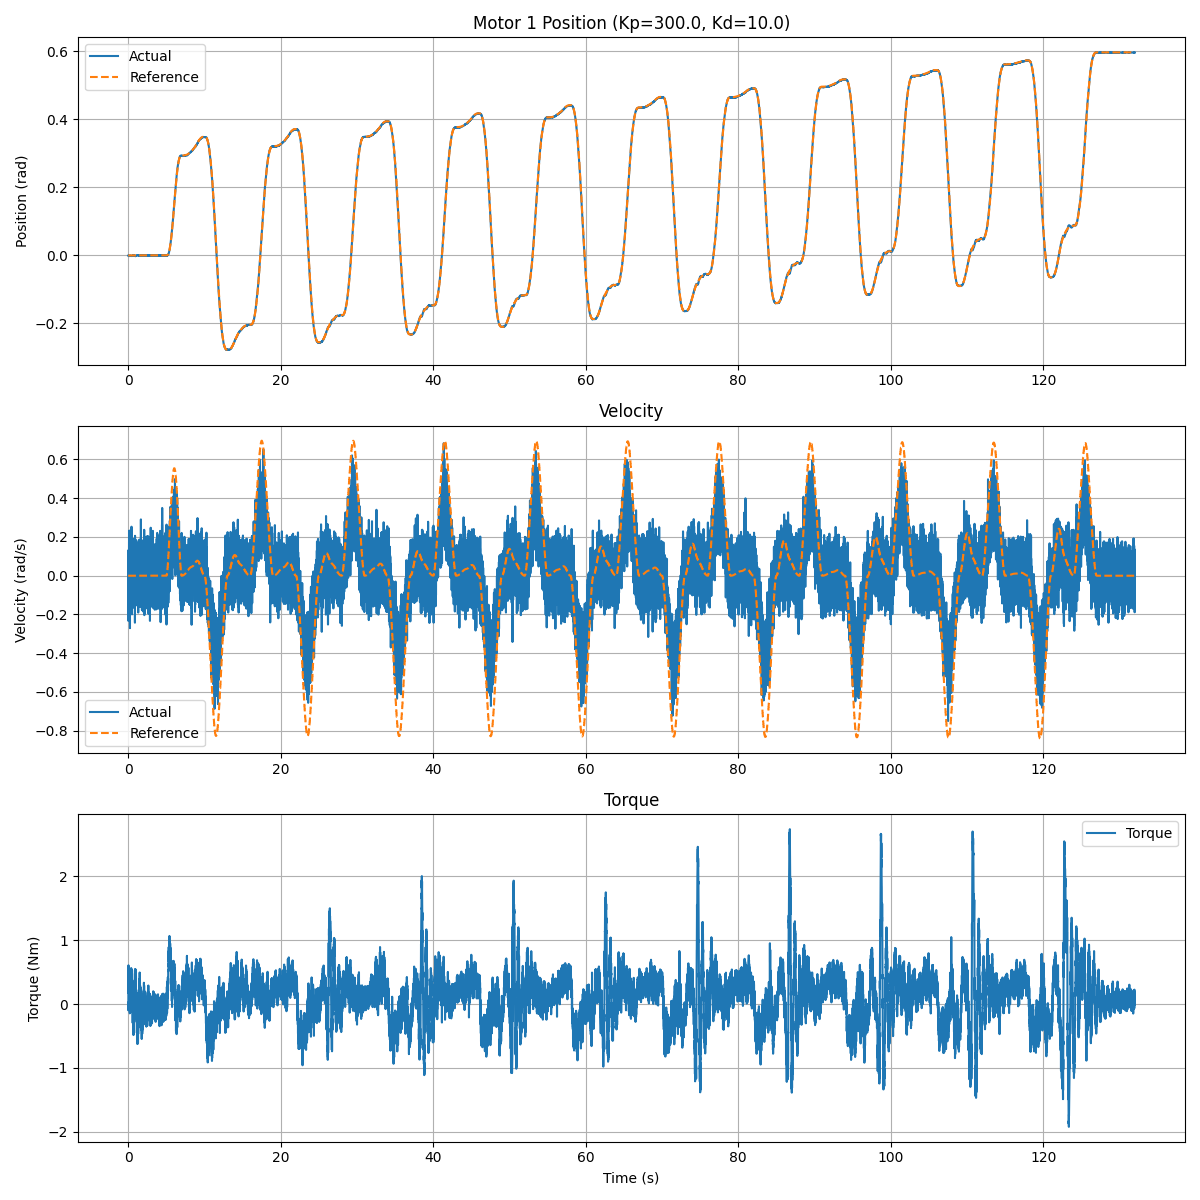 Motor 1 Position (Kp=300.0, Kd=10.0)
Actual
Reference
0.6
0.4
0.2
0.0
−0.2
Position (rad)
0 20 40 60 80 100 120
Velocity
0.6
0.4
0.2
0.0
−0.2
−0.4
−0.6
−0.8
Velocity (rad/s)
Actual
Reference
0 20 40 60 80 100 120
Torque
Torque
2
1
0
−1
−2
Torque (Nm)
0 20 40 60 80 100 120
Time (s)